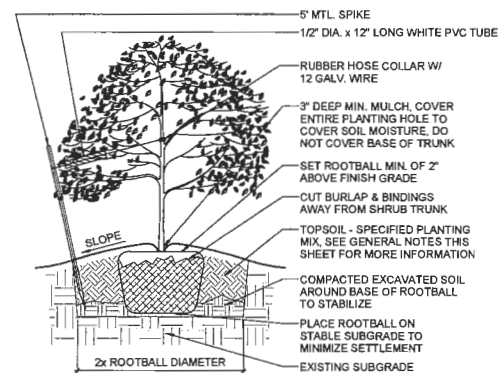 5' MTL. SPIKE
1/2" DIA. x 12" LONG WHITE PVC TUBE
RUBBER HOSE COLLAR W/
12 GALV. WIRE
3" DEEP MIN. MULCH, COVER
ENTIRE PLANTING HOLE TO
COVER SOIL MOISTURE, DO
NOT COVER BASE OF TRUNK
SET ROOTBALL MIN. OF 2"
ABOVE FINISH GRADE
CUT BURLAP & BINDINGS
AWAY FROM SHRUB TRUNK
SLOPE
TOPSOIL - SPECIFIED PLANTING
MIX, SEE GENERAL NOTES THIS
SHEET FOR MORE INFORMATION
COMPACTED EXCAVATED SOIL
AROUND BASE OF ROOTBALL
TO STABILIZE
PLACE ROOTBALL ON
STABLE SUBGRADE TO
MINIMIZE SETTLEMENT
2x ROOTBALL DIAMETER
EXISTING SUBGRADE